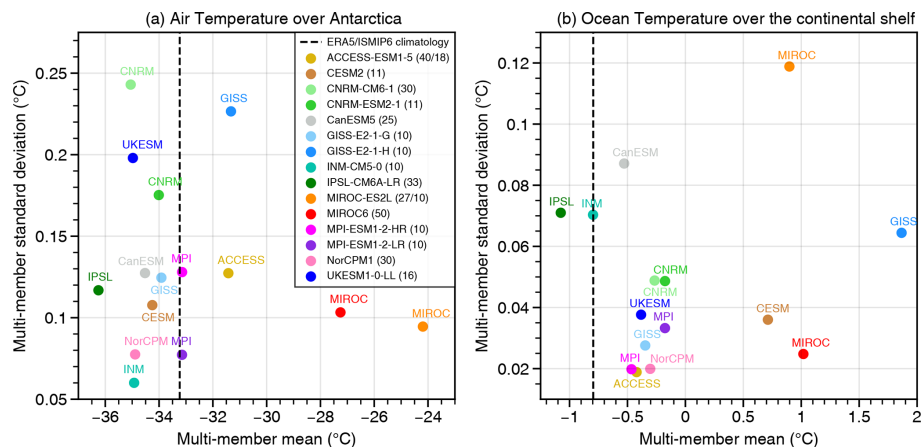 (a) Air Temperature over Antarctica
Multi-member standard deviation (°C)
0.25
0.2
0.15
0.1
0.05
−36
−34
−32
−30
−28
−26
−24
Multi-member mean (°C)
CNRM
GISS
UKESM
CNRM
CanESM
MPI
ACCESS
IPSL
GISS
CESM
MIROC
MIROC
NorCPM
MPI
INM
ERA5/ISMIP6 climatology
ACCESS-ESM1-5 (40/18)
CESM2 (11)
CNRM-CM6-1 (30)
CNRM-ESM2-1 (11)
CanESM5 (25)
GISS-E2-1-G (10)
GISS-E2-1-H (10)
INM-CM5-0 (10)
IPSL-CM6A-LR (33)
MIROC-ES2L (27/10)
MIROC6 (50)
MPI-ESM1-2-HR (10)
MPI-ESM1-2-LR (10)
NorCPM1 (30)
UKESM1-0-LL (16)
(b) Ocean Temperature over the continental shelf
Multi-member standard deviation (°C)
0.12
0.1
0.08
0.06
0.04
0.02
−1
−0.5
0
0.5
1
1.5
2
Multi-member mean (°C)
MIROC
CanESM
IPSL
INM
GISS
CNRM
CNRM
UKESM
MPI
CESM
GISS
MIROC
MPI
NorCPM
ACCESS